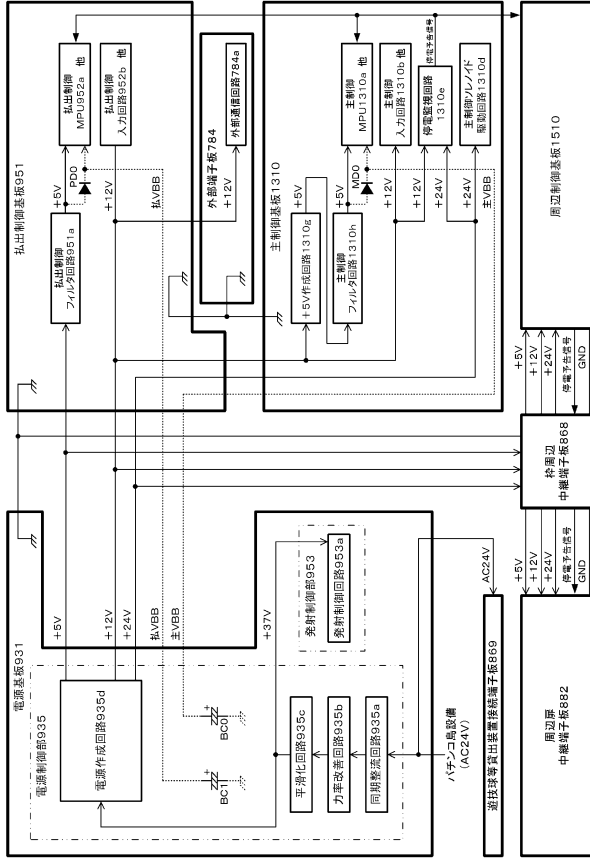 電源基板931
電源制御部935
電源作成回路935d
+5V
+12V
+24V
払VBB
主VBB
+37V
BC1
+
BC0
+
平滑化回路935c
力率改善回路935b
同期整流回路935a
発射制御部953
発射制御回路953a
パチンコ島設備
(AC24V)
AC24V
遊技球等貸出装置接続端子板869
周辺扉
中継端子板882
+5V
+12V
+24V
停電予告信号
GND
枠周辺
中継端子板868
+5V
+12V
+24V
停電予告信号
GND
周辺制御基板1510
払出制御基板951
払出制御
フィルタ回路951a
+5V
PD0
払出制御
MPU952a
他
+12V
払出制御
入力回路952b
他
払VBB
外部端子板784
+12V
外部通信回路784a
主制御基板1310
+5V作成回路1310g
+5V
主制御
フィルタ回路1310h
+5V
MD0
主制御
MPU1310a
他
+12V
主制御
入力回路1310b
他
+12V
+24V
停電監視回路
1310e
停電予告信号
+24V
主制御ソレノイド
駆動回路1310d
主VBB